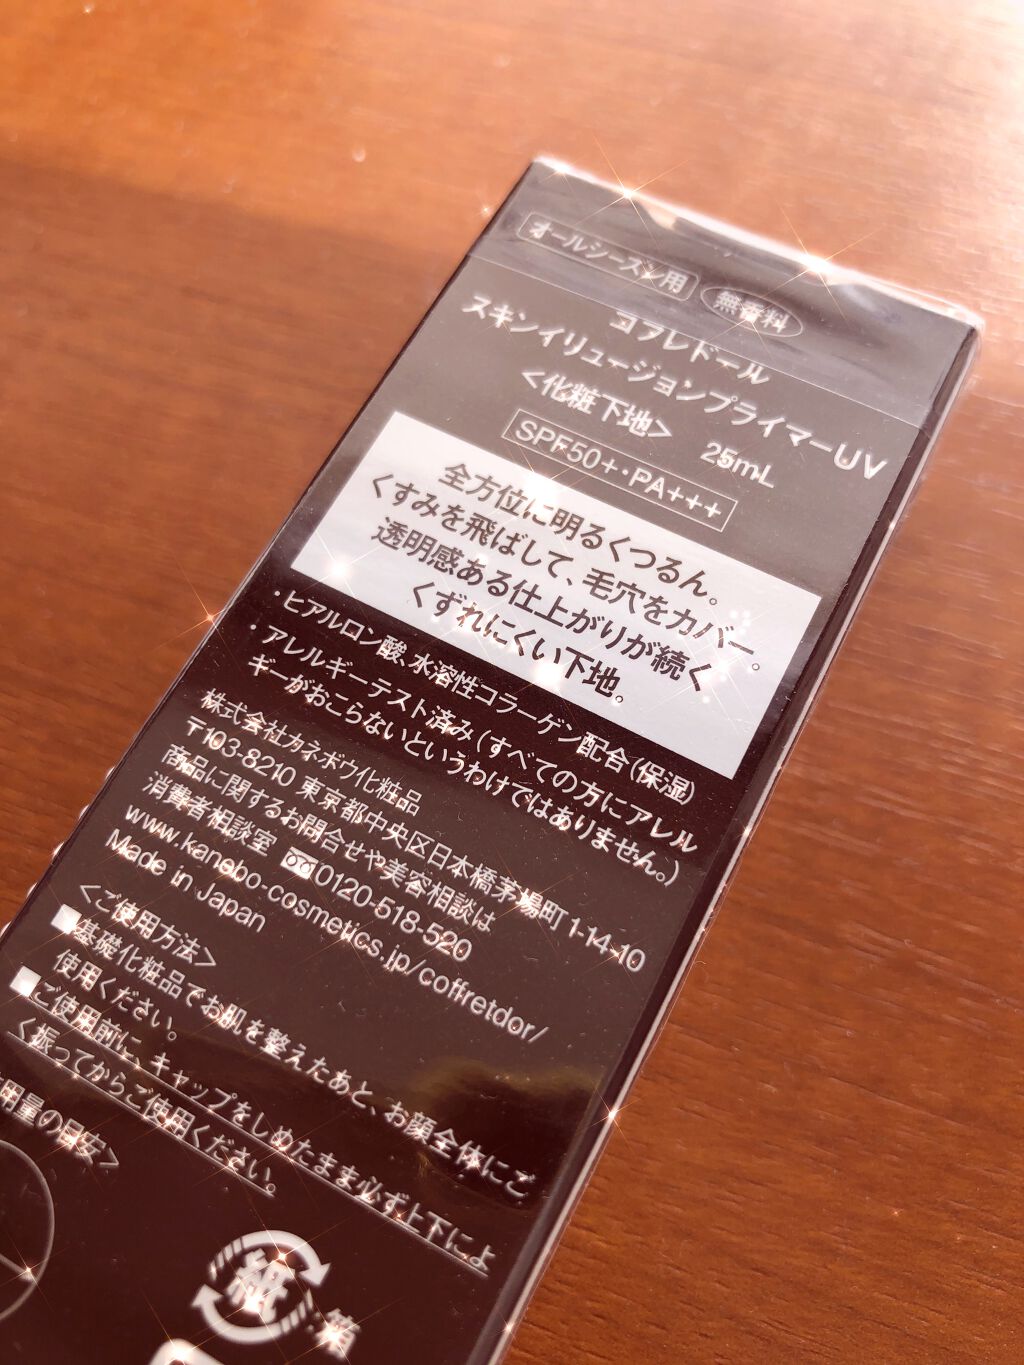 オールシーズン用 無香料
コフレドール
スキンイリュージョンプライマーUV
<化粧下地> 25mL
SPF50+・PA+++
全方位に明るくつるん。
くすみを飛ばして、毛穴をカバー。
透明感ある仕上がりが続く
くずれにくい下地。
・ヒアルロン酸、水溶性コラーゲン配合(保湿)
・アレルギーテスト済み(すべての方にアレル
ギーがおこらないというわけではありません。)
株式会社カネボウ化粧品
〒103-8210 東京都中央区日本橋茅場町1-14-10
商品に関するお問合せや美容相談は
消費者相談室 0120-518-520
www.kanebo-cosmetics.jp/coffretdor/
Made in Japan
<ご使用方法>
■基礎化粧品でお肌を整えたあと、お顔全体にご
使用ください。
■ご使用前に、キャップをしめたまま必ず上下によ
く振ってからご使用ください。
用量の目安>
紙:箱